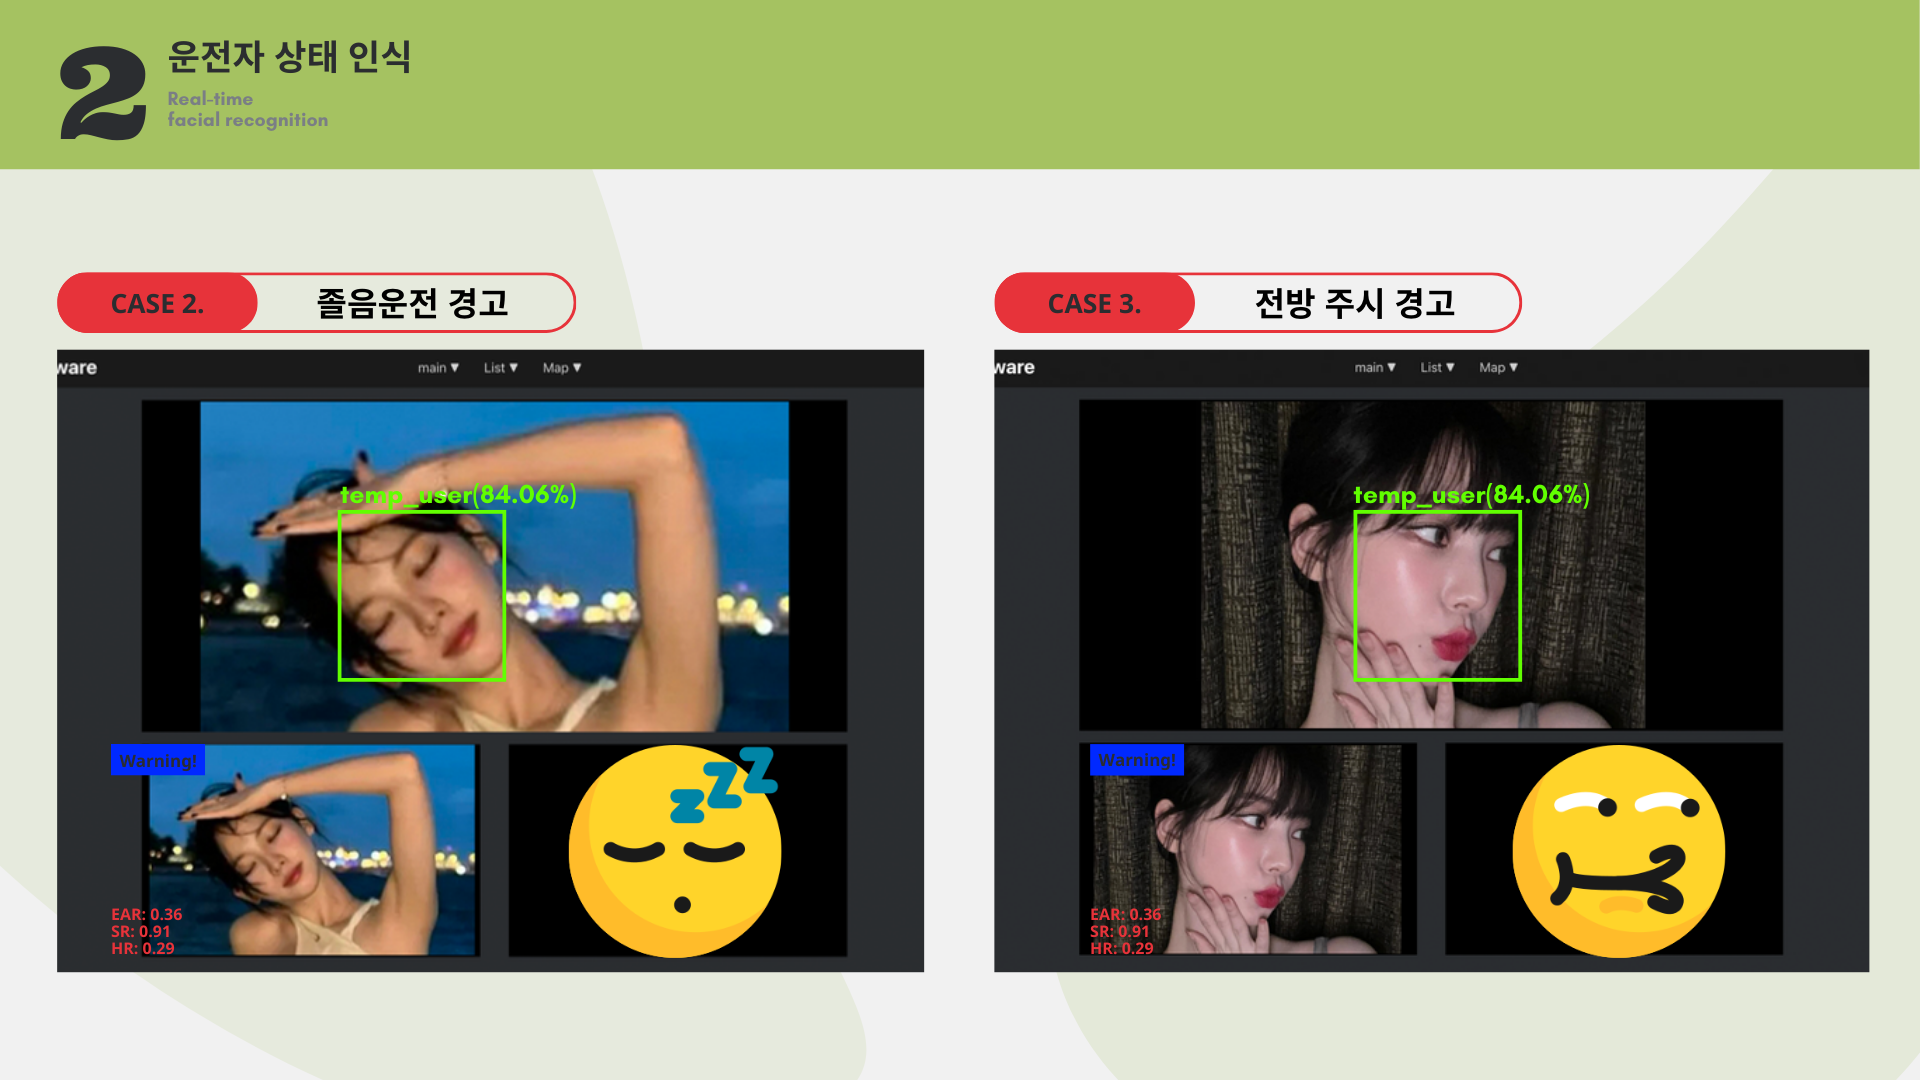 2
운전자 상태 인식
Real-time
facial recognition
CASE 2.
졸음운전 경고
ware
main ▼ List ▼ Map ▼
temp_user(84.06%)
Warning!
EAR: 0.36
SR: 0.91
HR: 0.29
zzz
CASE 3.
전방 주시 경고
ware
main ▼ List ▼ Map ▼
temp_user(84.06%)
Warning!
EAR: 0.36
SR: 0.91
HR: 0.29